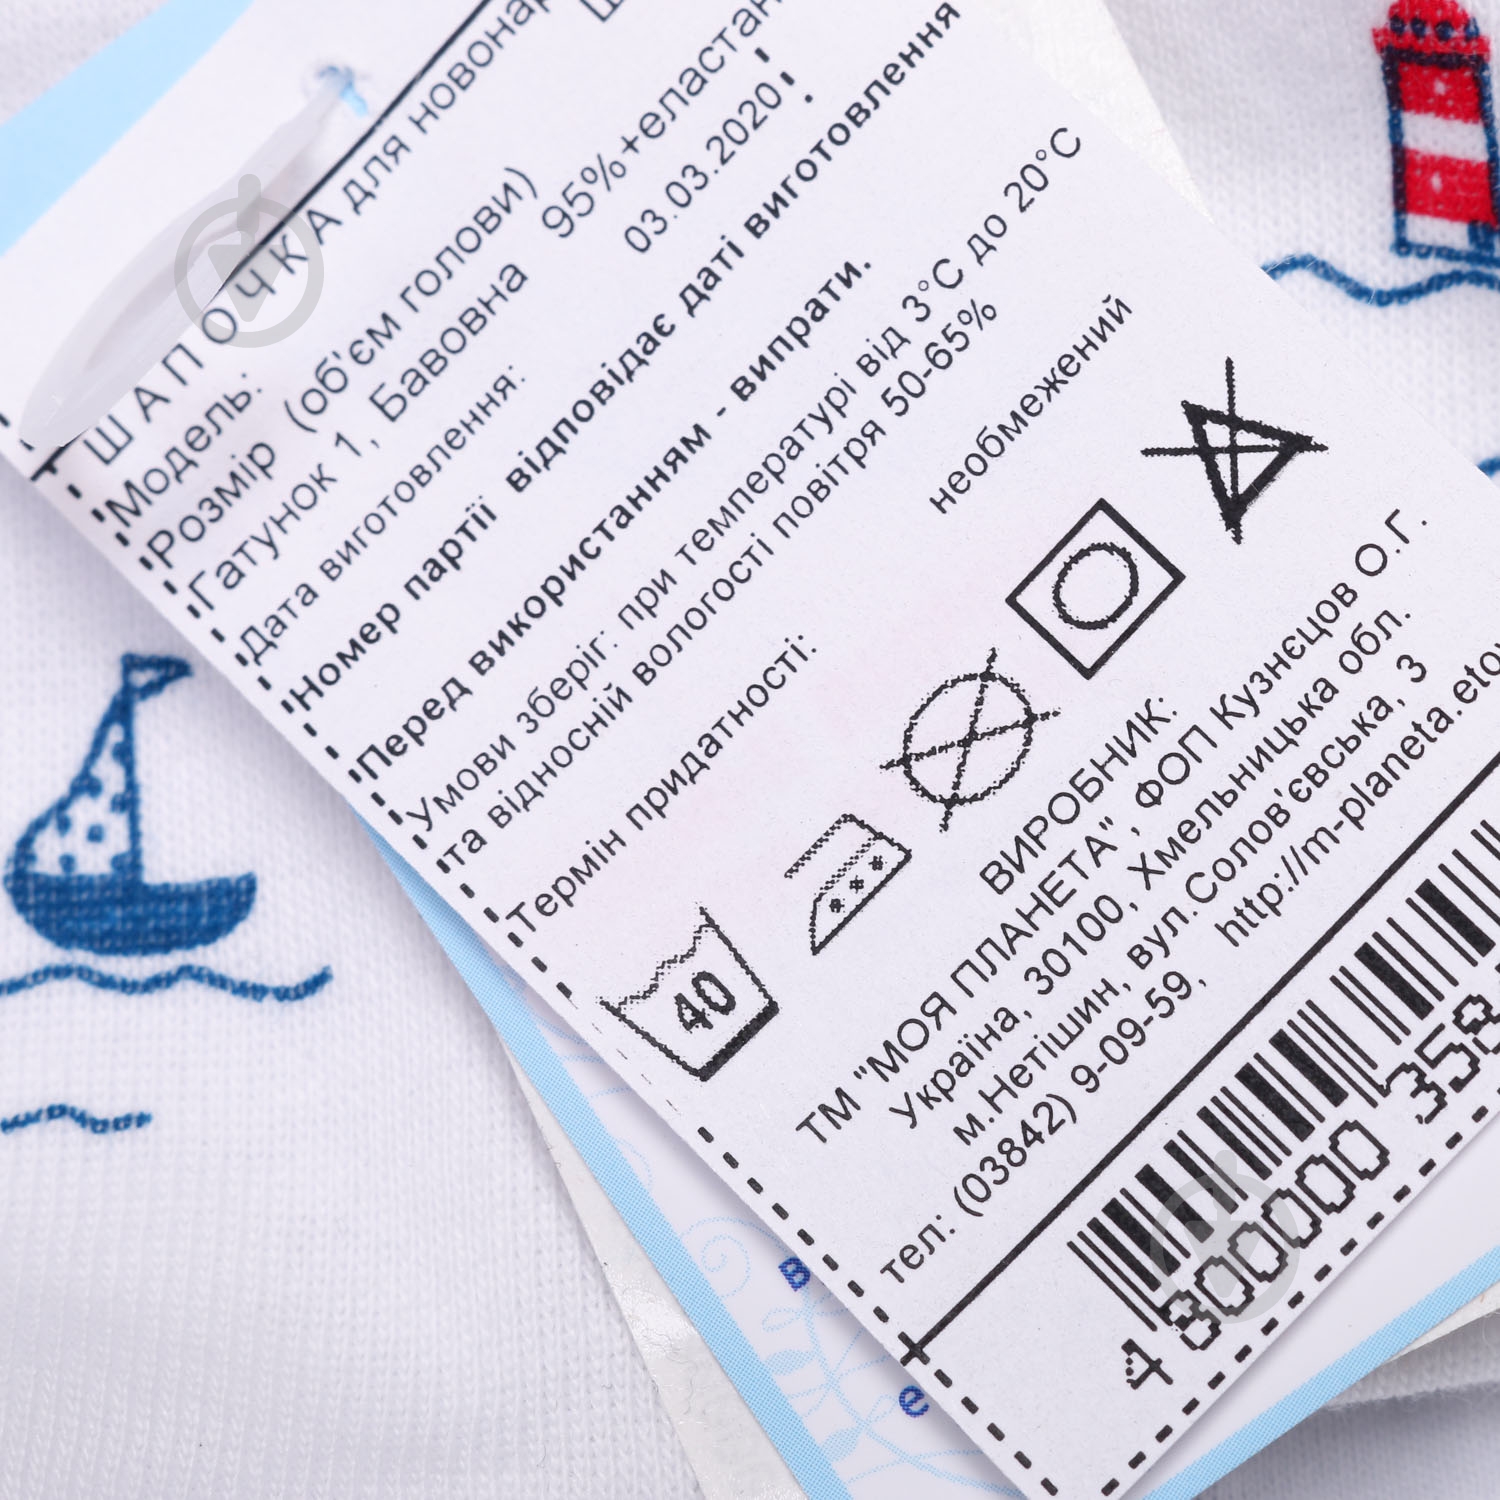 ШАПОЧКА для
Модель:
Розмір (об'єм голови)
Гатунок 1, Бавовна 95%+еластан
Дата виготовлення: 03.03.2020
Номер партії відповідає даті виготовлення
Перед використанням - випрати.
Умови зберіг: при температурі від 3°C до 20°C
та відносній вологості повітря 50-65%
Термін придатності: необмежений
40
ВИРОБНИК:
ТМ "МОЯ ПЛАНЕТА", ФОП Кузнєцов О.Г.
Україна, 30100, Хмельницька обл.
м.Нетішин, вул.Солов'євська, 3
тел: (03842) 9-09-59, http://m-planeta.eto
4 800000 358
в
е